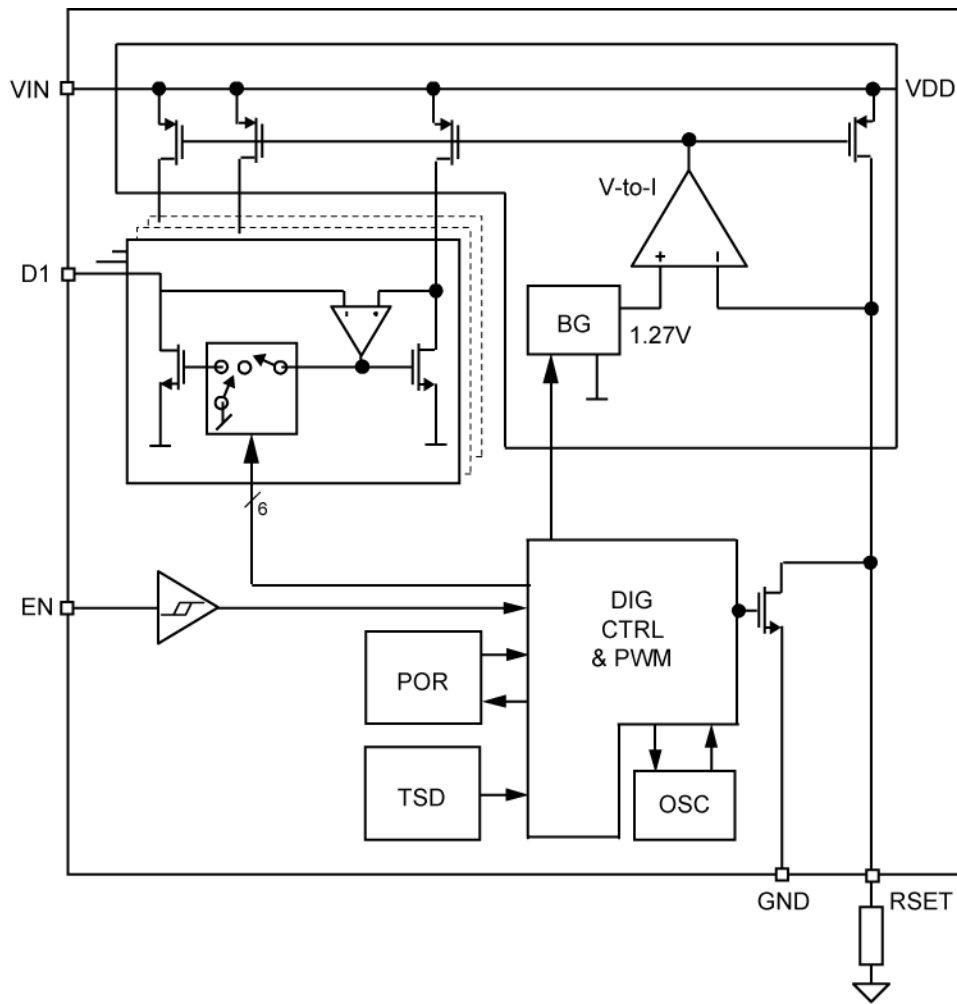 VIN
VDD
V-to-I
+
–
D1
-
+
BG
1.27V
6
EN
DIG
CTRL
& PWM
POR
TSD
OSC
GND
RSET